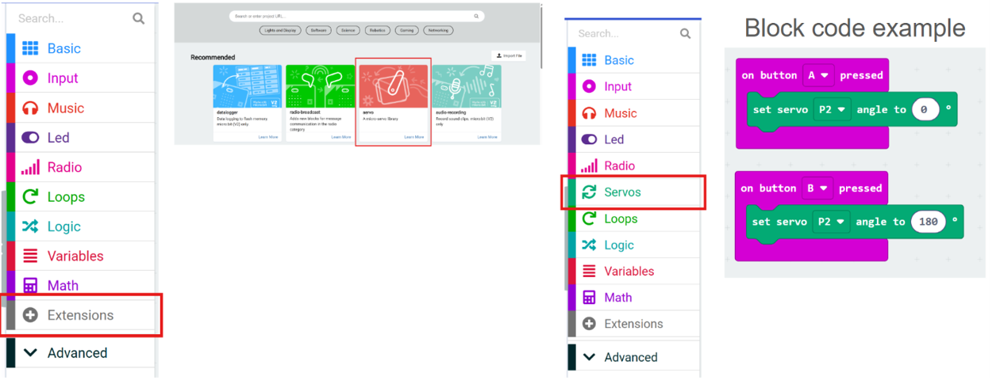 Search...
Basic
Input
Music
Led
Radio
Loops
Logic
Variables
Math
Extensions
Advanced
Search or enter project URL...
Lights and Display
Software
Science
Robotics
Gaming
Networking
Import File
Recommended
datalogger
Data logging to flash memory.
micro:bit (V2) only
Learn More
radio-broadcast
Adds new blocks for message
communication in the radio
category
Learn More
servo
A micro-servo library
Learn More
audio-recording
Record sound clips, micro:bit (V2)
only
Learn More
Search...
Basic
Input
Music
Led
Radio
Servos
Loops
Logic
Variables
Math
Extensions
Advanced
Block code example
on button A pressed
set servo P2 angle to 0 °
on button B pressed
set servo P2 angle to 180 °